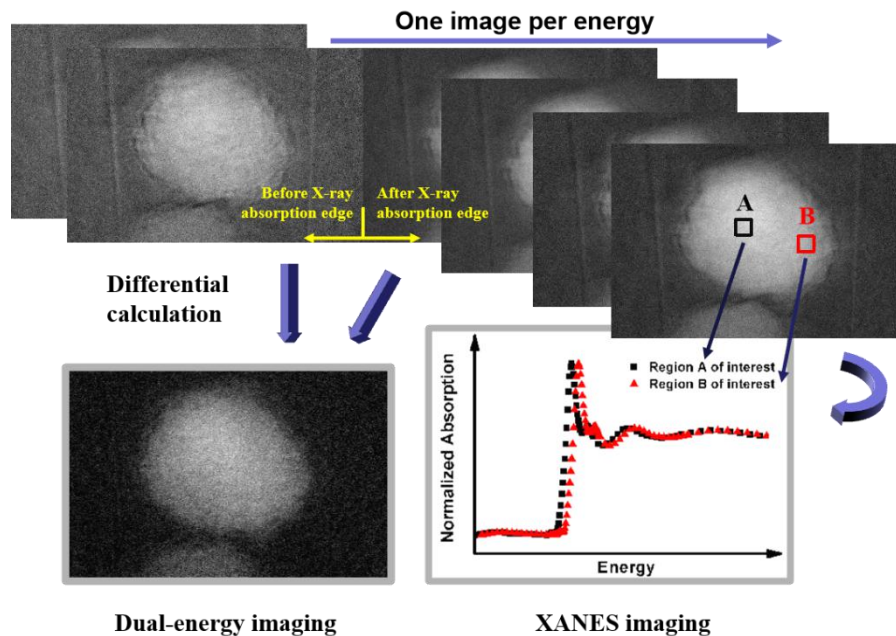 One image per energy
Before X-ray
absorption edge
After X-ray
absorption edge
A
B
Differential
calculation
Region A of interest
Region B of interest
Normalized Absorption
Energy
Dual-energy imaging
XANES imaging